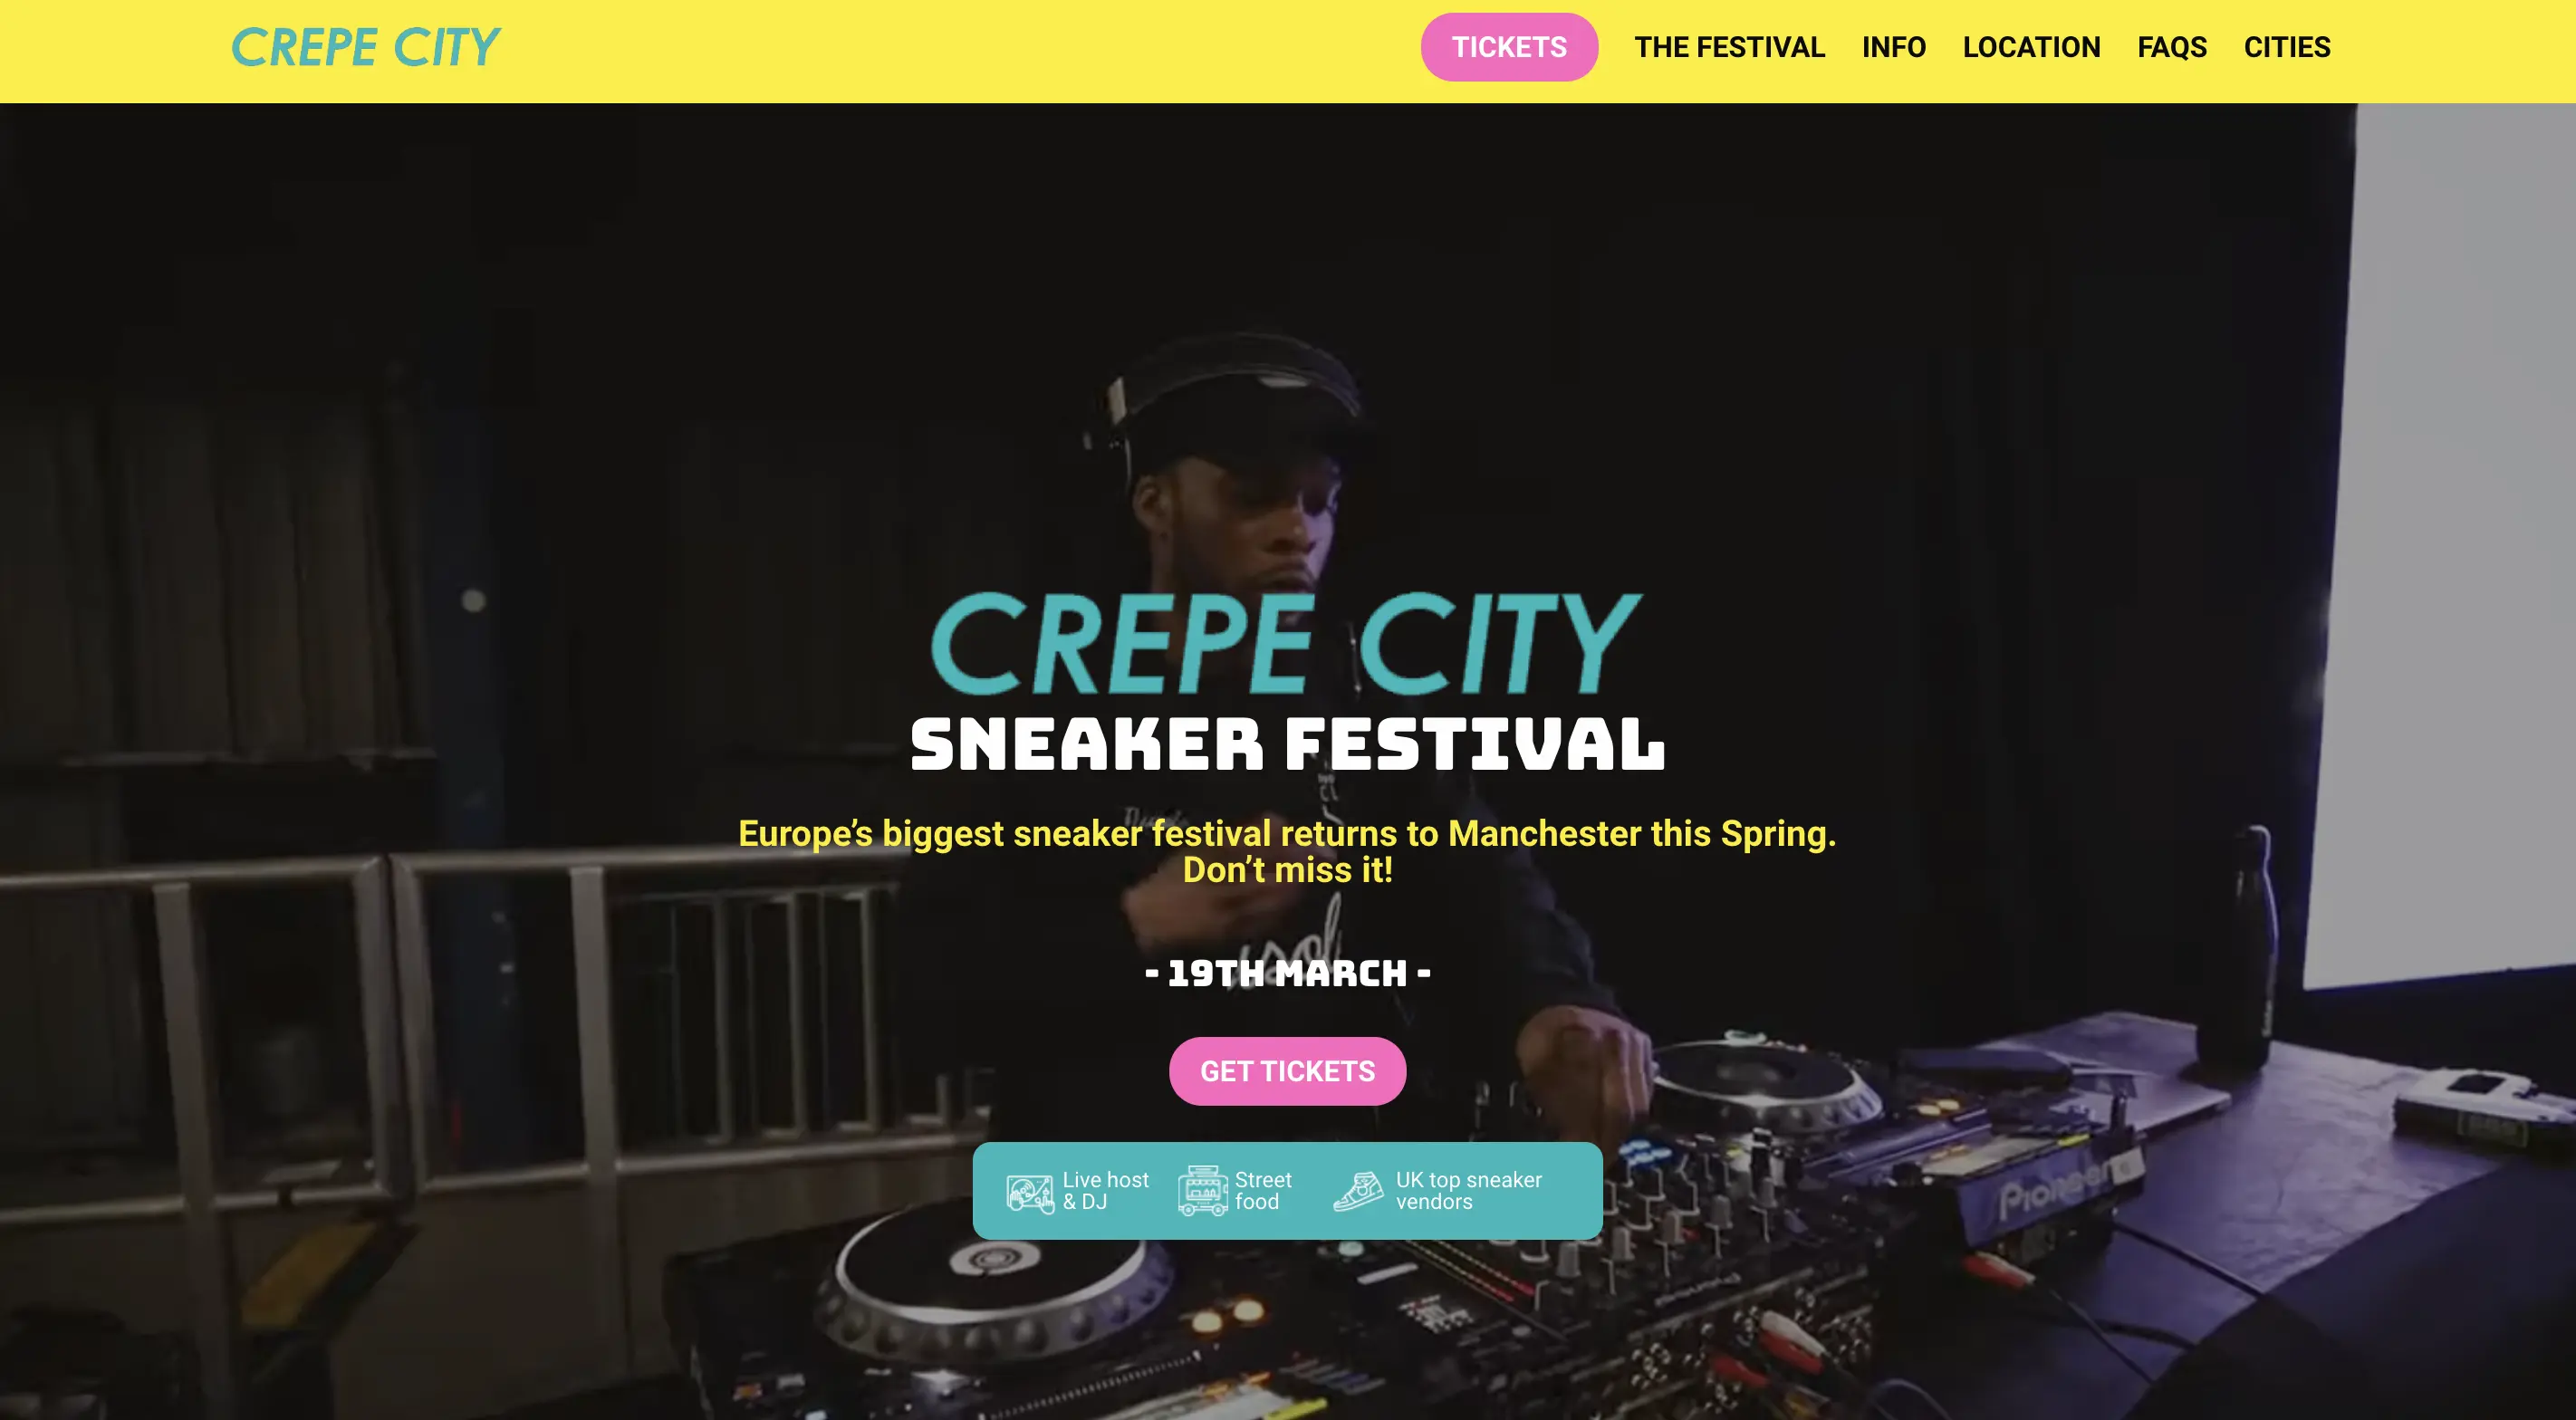 CREPE CITY
TICKETS
THE FESTIVAL
INFO
LOCATION
FAQS
CITIES
CREPE CITY
SNEAKER FESTIVAL
Europe’s biggest sneaker festival returns to Manchester this Spring.
Don’t miss it!
- 19TH MARCH -
GET TICKETS
Live host
& DJ
Street
food
UK top sneaker
vendors
Pioneer